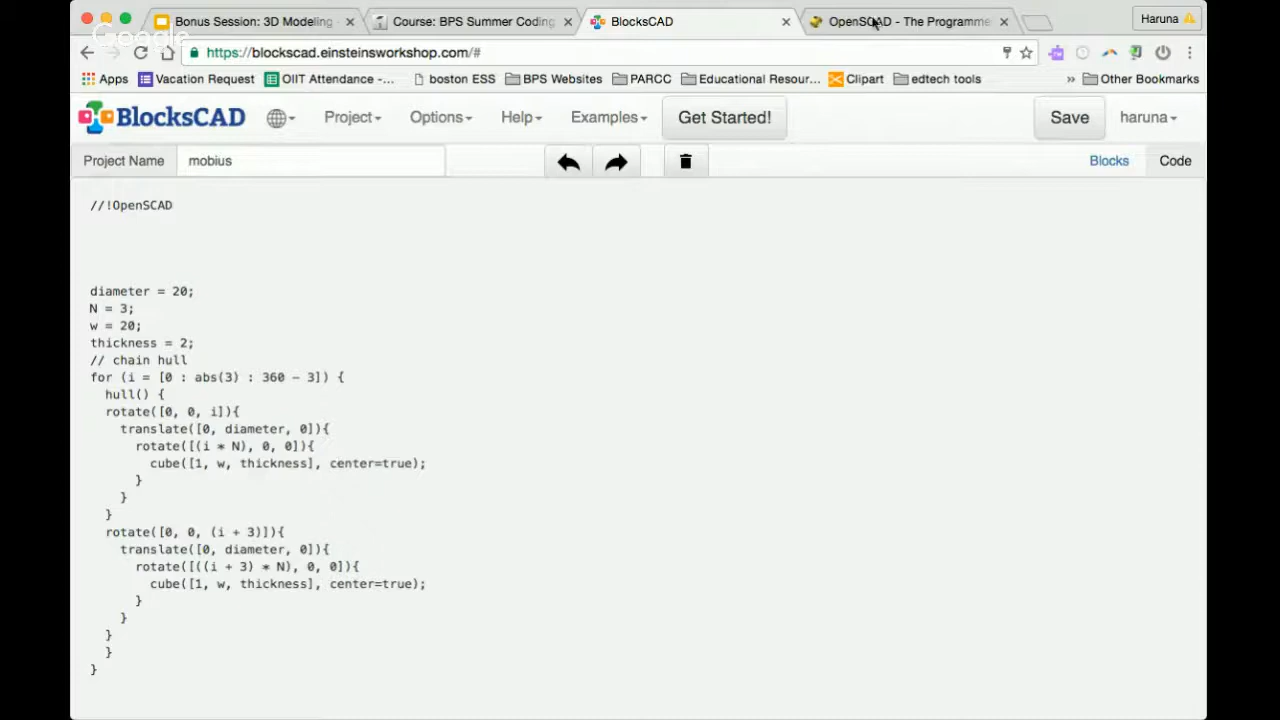 Bonus Session: 3D Modeling
Course: BPS Summer Coding
BlocksCAD
OpenSCAD - The Programme
Haruna
Google
https://blockscad.einsteinsworkshop.com/#
Apps
Vacation Request
OIIT Attendance -...
boston ESS
BPS Websites
PARCC
Educational Resour...
Clipart
edtech tools
»
Other Bookmarks
BlocksCAD
Project
Options
Help
Examples
Get Started!
Save
haruna
Project Name
mobius
Blocks
Code
//!OpenSCAD
diameter = 20;
N = 3;
w = 20;
thickness = 2;
// chain hull
for (i = [0 : abs(3) : 360 - 3]) {
hull() {
rotate([0, 0, i]){
translate([0, diameter, 0]){
rotate([(i * N), 0, 0]){
cube([1, w, thickness], center=true);
}
}
}
rotate([0, 0, (i + 3)]){
translate([0, diameter, 0]){
rotate([((i + 3) * N), 0, 0]){
cube([1, w, thickness], center=true);
}
}
}
}
}